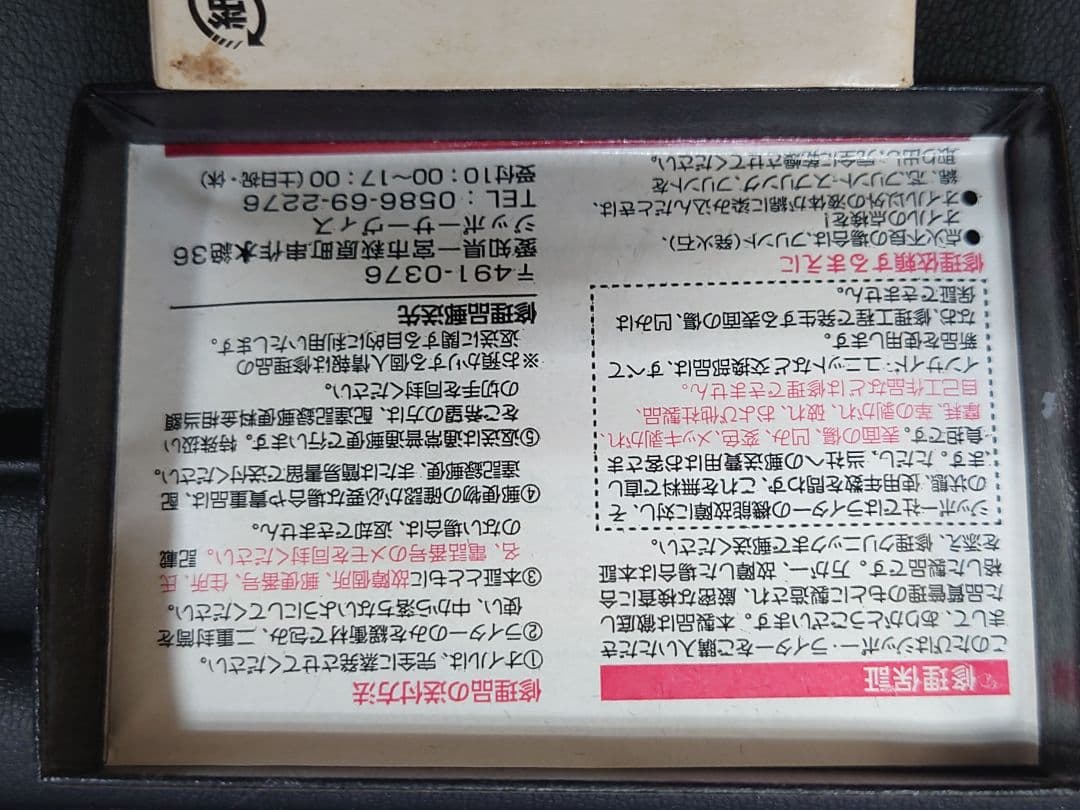 修理保証
このたびはジッポー・ライターをご購入いただき
まして、ありがとうございます。本製品は徹底し
た品質管理のもとに製造され、厳密な検査に合
格した製品です。万が一、故障した場合は本証
を添え、修理クリニックまで郵送ください。
ジッポー社ではライターの機能故障に対し、そ
の状態、使用年数を問わず、これを無料で直し
ます。ただし、当社への郵送費用はお客さま
負担です。表面の傷、凹み、変色、メッキ剥がれ、
摩耗、革の剥がれ、破れ、および他社製品、
自己工作品などは修理できません。
インサイド・ユニットなど交換部品は、すべて
新品を使用します。
なお、修理工程で発生する表面の傷、凹みは
保証できません。
修理依頼するまえに
●点火不良の場合は、フリント(発火石)、
オイルの点検を!
●オイル以外の液体が綿に染み込んだときは、
綿、芯、フリント・スプリング、フリントを
取り出し、完全に乾燥させてください。
修理品の送付方法
①オイルは、完全に蒸発させてください。
②ライターのみを緩衝材で包み、二重封筒を
使い、中から落ちないようにしてください。
③本証とともに故障個所、郵便番号、住所、氏
名、電話番号のメモを同封ください。記載
のない場合は、返却できません。
④郵便物の確認が必要な場合や貴重品は、配
達記録郵便、または簡易書留で送付ください。
⑤返送は通常普通郵便で行います。特殊扱い
をご希望の方は、配達記録郵便料金相当額
の切手を同封ください。
※お預かりする個人情報は修理品の
返送に関する目的に利用いたします。
修理品郵送先
〒491-0376
愛知県一宮市萩原町串作水絶36
ジッポーサーヴィス
TEL:0586-69-2276
受付10:00〜17:00(土日祝・休)